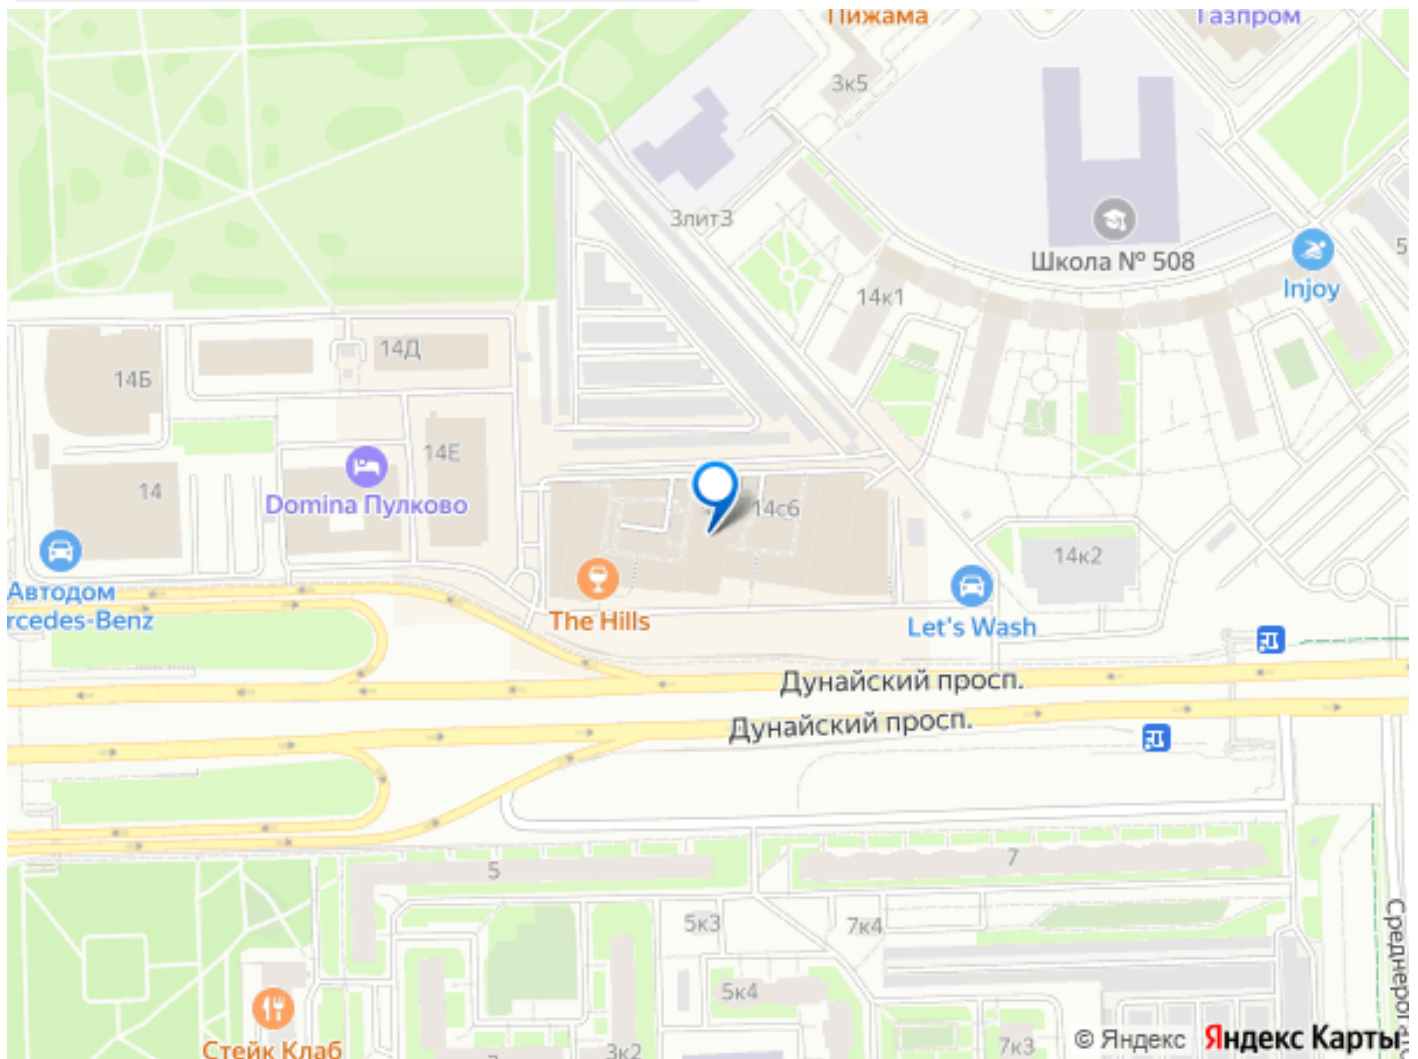 Пижама
Газпром
3к5
3лит3
Школа № 508
5
Injoy
14к1
14Д
14Б
14Е
14
Domina Пулково
14с6
14к2
Автодом
rcedes-Benz
The Hills
Let's Wash
Дунайский просп.
Дунайский просп.
5
7
5к3
7к4
5к4
Стейк Клаб
3к2
7к3
© Яндекс Яндекс Карты